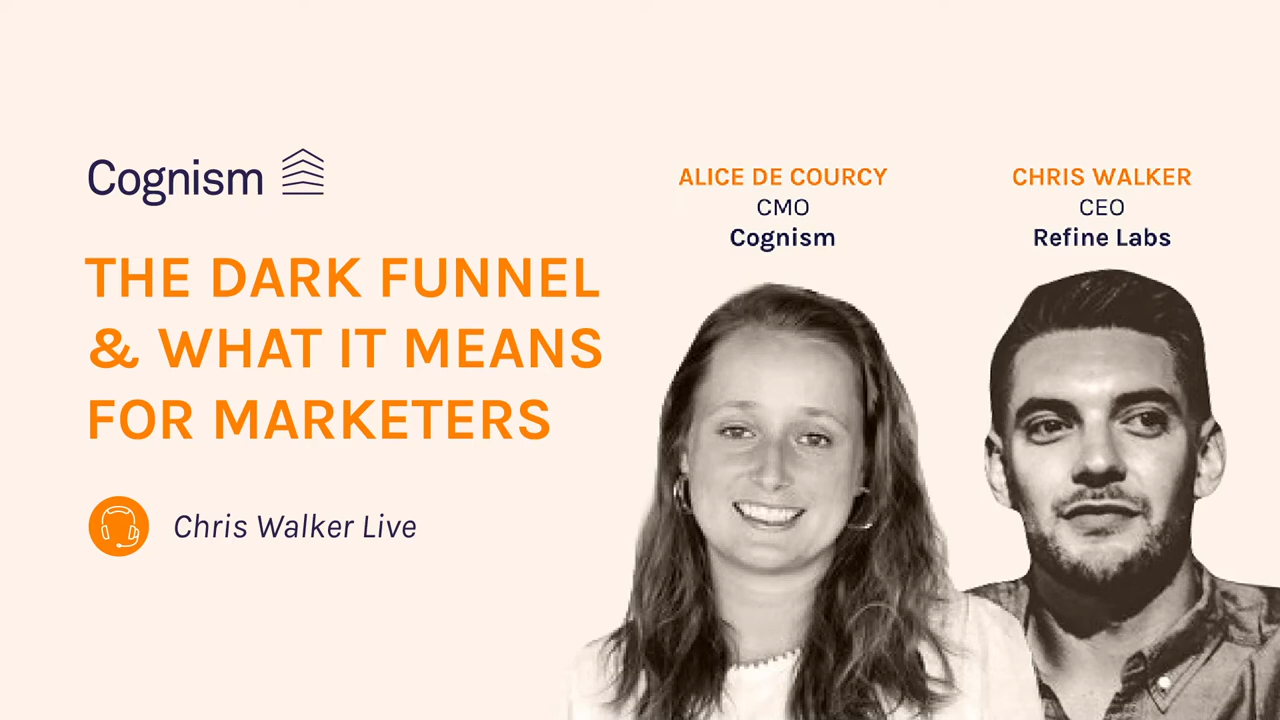 Cognism
THE DARK FUNNEL
& WHAT IT MEANS
FOR MARKETERS
Chris Walker Live
ALICE DE COURCY
CMO
Cognism
CHRIS WALKER
CEO
Refine Labs